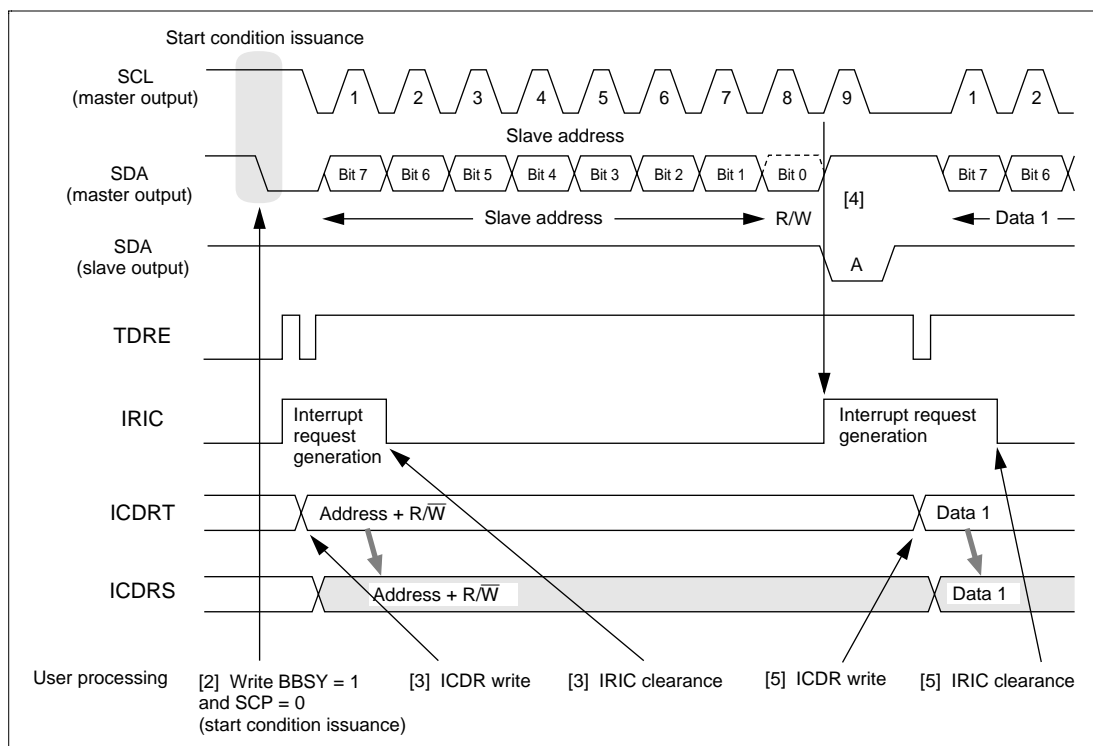 Start condition issuance
SCL
(master output)
1 2 3 4 5 6 7 8 9 1 2
Slave address
SDA
(master output)
Bit 7 Bit 6 Bit 5 Bit 4 Bit 3 Bit 2 Bit 1 Bit 0 Bit 7 Bit 6
[4]
Slave address R/W Data 1
SDA
(slave output)
A
TDRE
IRIC
Interrupt
request
generation
Interrupt request
generation
ICDRT
Address + R/W̅
Data 1
ICDRS
Address + R/W̅
Data 1
User processing
[2] Write BBSY = 1
and SCP = 0
(start condition issuance)
[3] ICDR write
[3] IRIC clearance
[5] ICDR write
[5] IRIC clearance